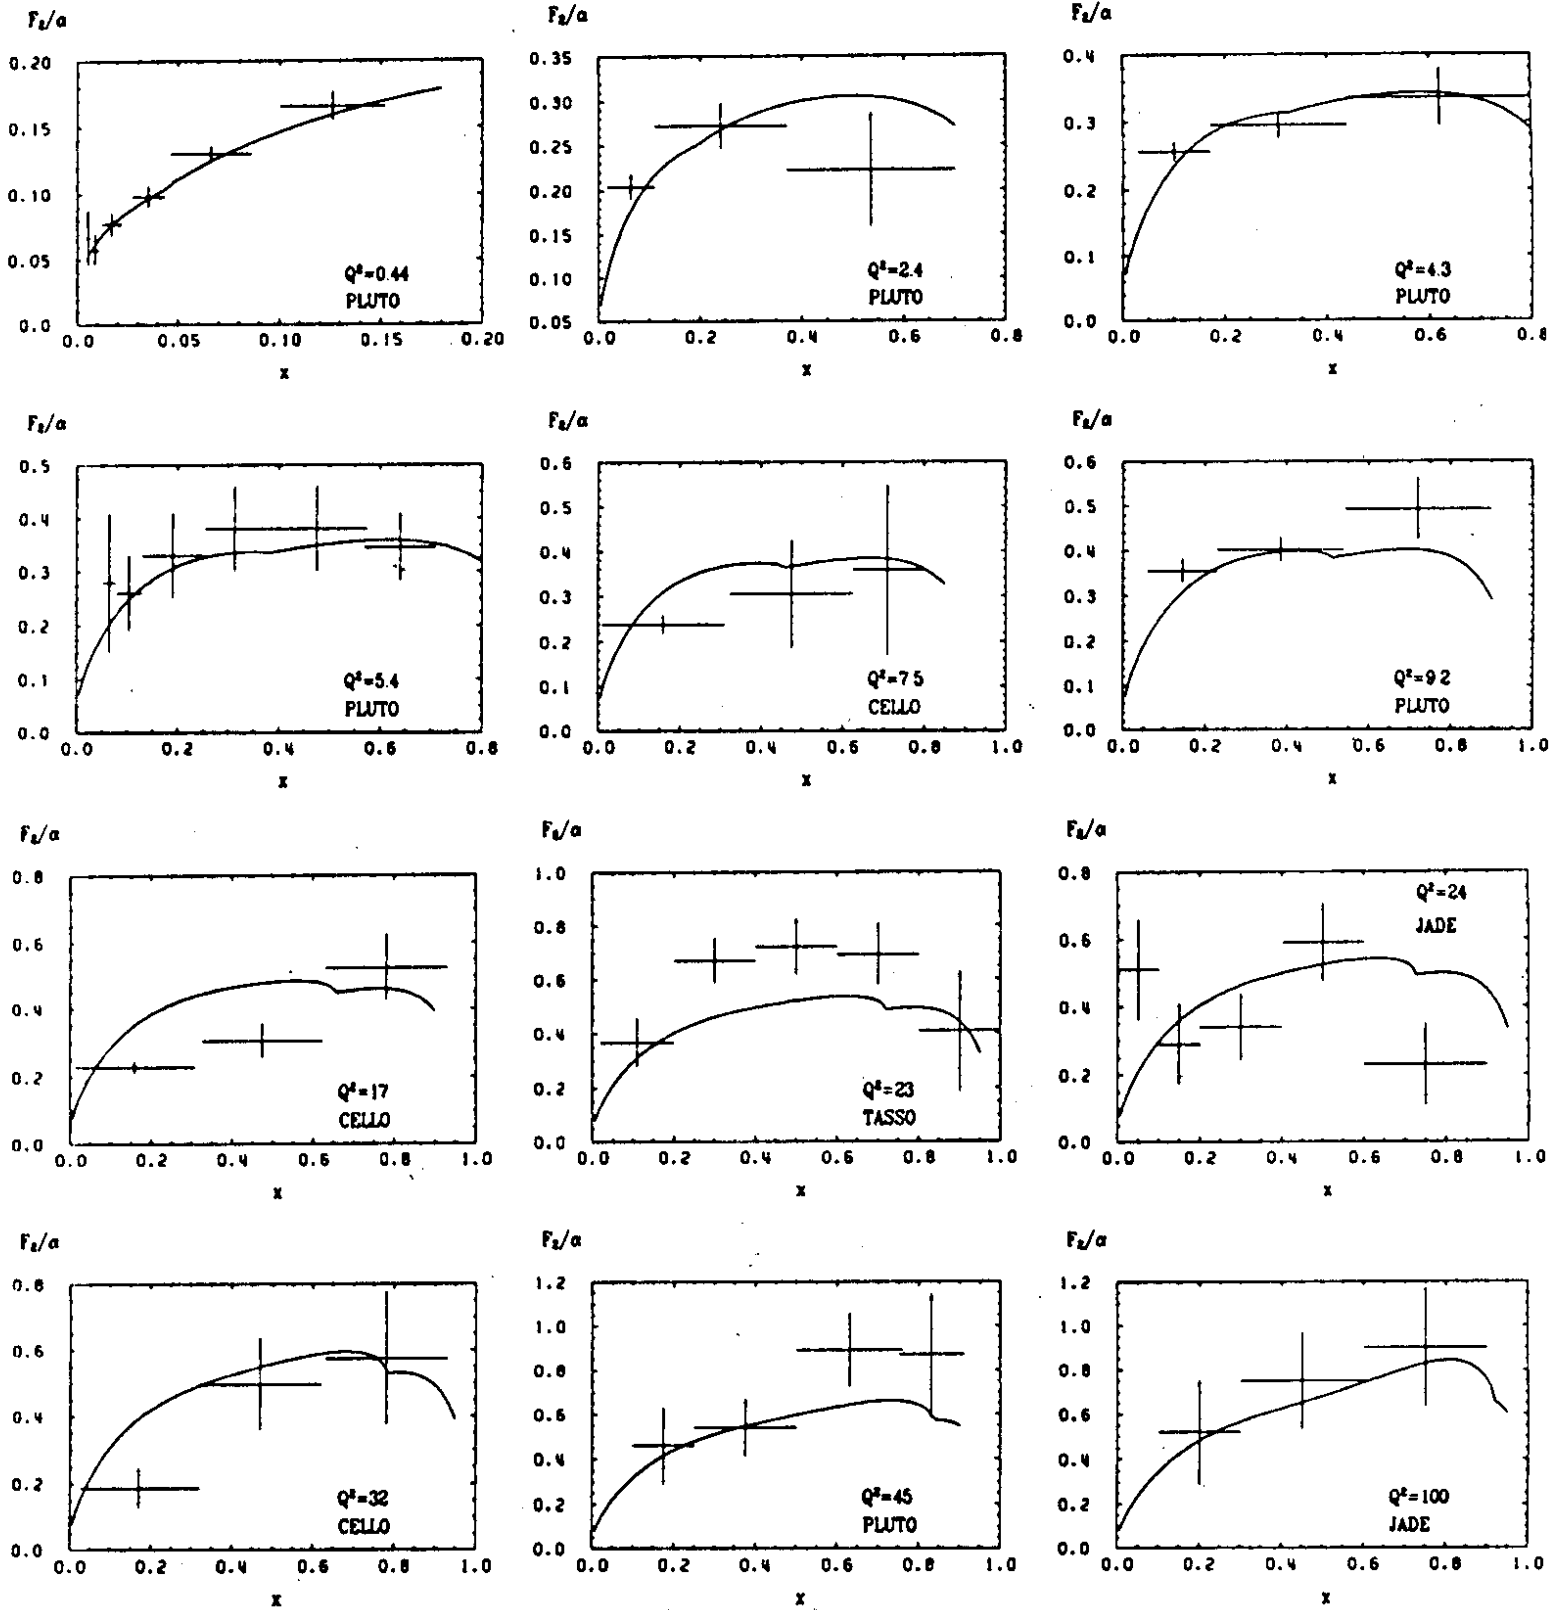 F₂/α
F₂/α
F₂/α
0.20
0.15
0.10
0.05
0.0
Q²=0.44
PLUTO
0.0 0.05 0.10 0.15 0.20
x
0.35
0.30
0.25
0.20
0.15
0.10
0.05
Q²=2.4
PLUTO
0.0 0.2 0.4 0.6 0.8
x
0.4
0.3
0.2
0.1
0.0
Q²=4.3
PLUTO
0.0 0.2 0.4 0.6 0.8
x
F₂/α
F₂/α
F₂/α
0.5
0.4
0.3
0.2
0.1
0.0
Q²=5.4
PLUTO
0.0 0.2 0.4 0.6 0.8
x
0.6
0.5
0.4
0.3
0.2
0.1
0.0
Q²=7.5
CELLO
0.0 0.2 0.4 0.6 0.8 1.0
x
0.6
0.5
0.4
0.3
0.2
0.1
0.0
Q²=9.2
PLUTO
0.0 0.2 0.4 0.6 0.8 1.0
x
F₂/α
F₂/α
F₂/α
0.8
0.6
0.4
0.2
0.0
Q²=17
CELLO
0.0 0.2 0.4 0.6 0.8 1.0
x
1.0
0.8
0.6
0.4
0.2
0.0
Q²=23
TASSO
0.0 0.2 0.4 0.6 0.8 1.0
x
0.8
0.6
0.4
0.2
0.0
Q²=24
JADE
0.0 0.2 0.4 0.6 0.8 1.0
x
F₂/α
F₂/α
F₂/α
0.8
0.6
0.4
0.2
0.0
Q²=32
CELLO
0.0 0.2 0.4 0.6 0.8 1.0
x
1.2
1.0
0.8
0.6
0.4
0.2
0.0
Q²=45
PLUTO
0.0 0.2 0.4 0.6 0.8 1.0
x
1.2
1.0
0.8
0.6
0.4
0.2
0.0
Q²=100
JADE
0.0 0.2 0.4 0.6 0.8 1.0
x